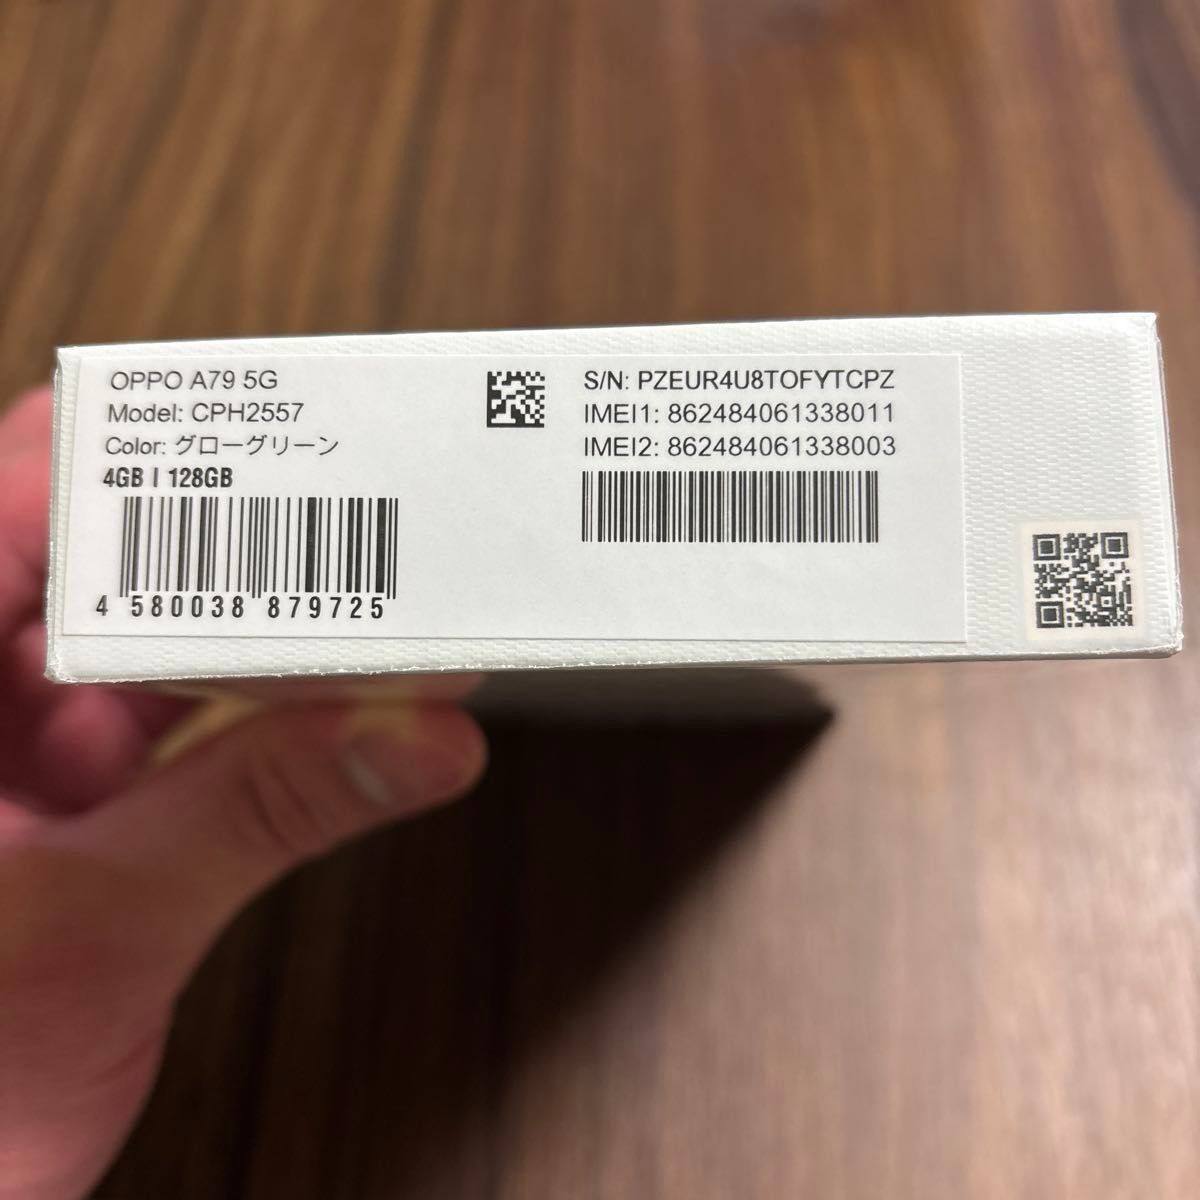 OPPO A79 5G
Model: CPH2557
Color: グローグリーン
4GB | 128GB
4 580038 879725
S/N: PZEUR4U8TOFYTCPZ
IMEI1: 862484061338011
IMEI2: 862484061338003